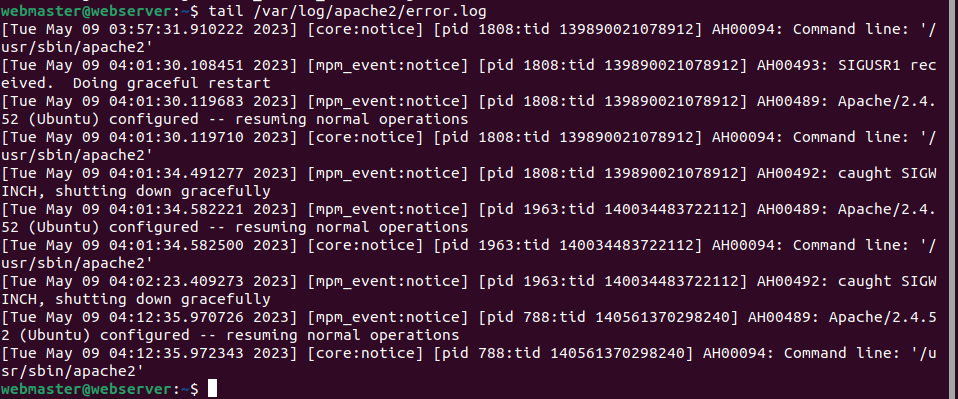 webmaster@webserver:~$ tail /var/log/apache2/error.log
[Tue May 09 03:57:31.910222 2023] [core:notice] [pid 1808:tid 139890021078912] AH00094: Command line: '/
usr/sbin/apache2'
[Tue May 09 04:01:30.108451 2023] [mpm_event:notice] [pid 1808:tid 139890021078912] AH00493: SIGUSR1 rec
eived.  Doing graceful restart
[Tue May 09 04:01:30.119683 2023] [mpm_event:notice] [pid 1808:tid 139890021078912] AH00489: Apache/2.4.
52 (Ubuntu) configured -- resuming normal operations
[Tue May 09 04:01:30.119710 2023] [core:notice] [pid 1808:tid 139890021078912] AH00094: Command line: '/
usr/sbin/apache2'
[Tue May 09 04:01:34.491277 2023] [mpm_event:notice] [pid 1808:tid 139890021078912] AH00492: caught SIGW
INCH, shutting down gracefully
[Tue May 09 04:01:34.582221 2023] [mpm_event:notice] [pid 1963:tid 140034483722112] AH00489: Apache/2.4.
52 (Ubuntu) configured -- resuming normal operations
[Tue May 09 04:01:34.582500 2023] [core:notice] [pid 1963:tid 140034483722112] AH00094: Command line: '/
usr/sbin/apache2'
[Tue May 09 04:02:23.409273 2023] [mpm_event:notice] [pid 1963:tid 140034483722112] AH00492: caught SIGW
INCH, shutting down gracefully
[Tue May 09 04:12:35.970726 2023] [mpm_event:notice] [pid 788:tid 140561370298240] AH00489: Apache/2.4.5
2 (Ubuntu) configured -- resuming normal operations
[Tue May 09 04:12:35.972343 2023] [core:notice] [pid 788:tid 140561370298240] AH00094: Command line: '/u
sr/sbin/apache2'
webmaster@webserver:~$